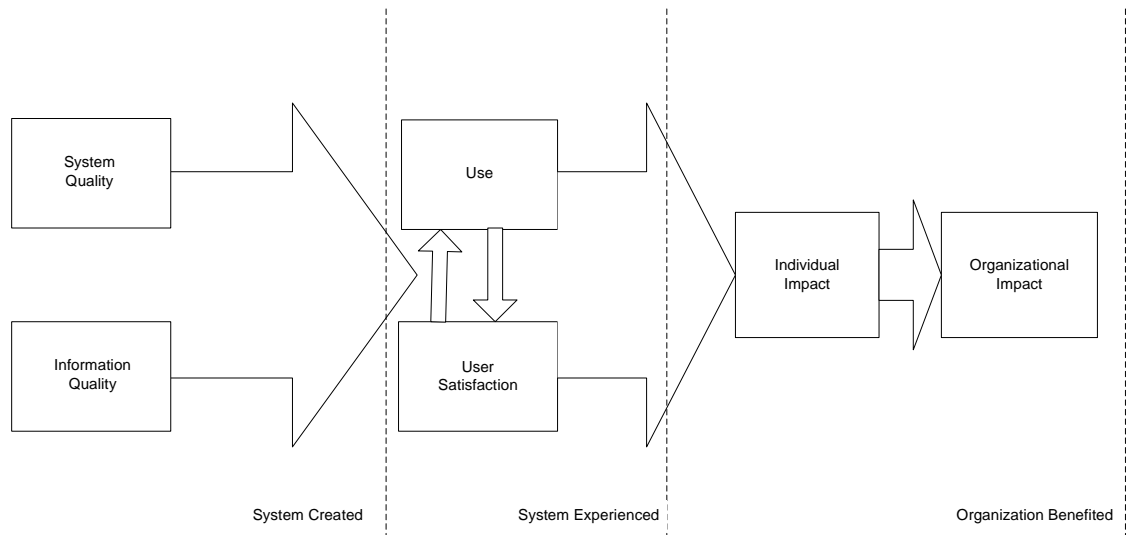 System
Quality
Information
Quality
Use
User
Satisfaction
Individual
Impact
Organizational
Impact
System Created
System Experienced
Organization Benefited